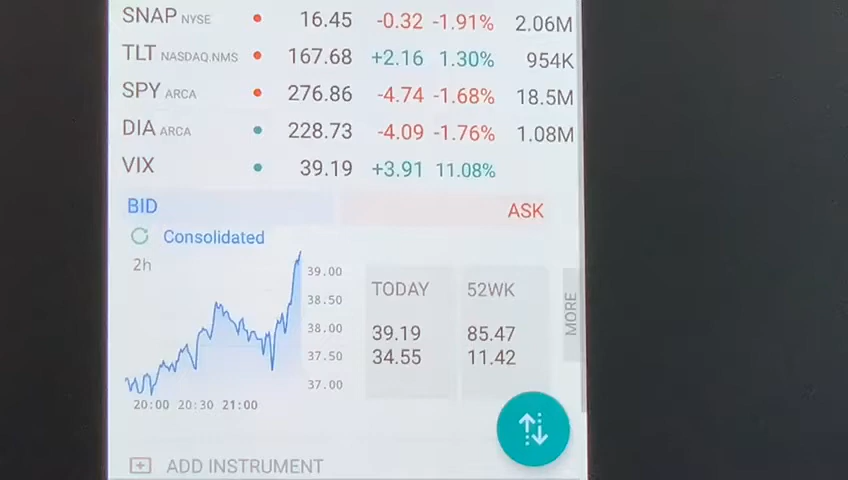 SNAP NYSE 16.45 -0.32 -1.91% 2.06M
TLT NASDAQ.NMS 167.68 +2.16 1.30% 954K
SPY ARCA 276.86 -4.74 -1.68% 18.5M
DIA ARCA 228.73 -4.09 -1.76% 1.08M
VIX 39.19 +3.91 11.08%
BID ASK
Consolidated
2h
39.00
38.50
38.00
37.50
37.00
20:00 20:30 21:00
TODAY 52WK
39.19 85.47
34.55 11.42
MORE
ADD INSTRUMENT